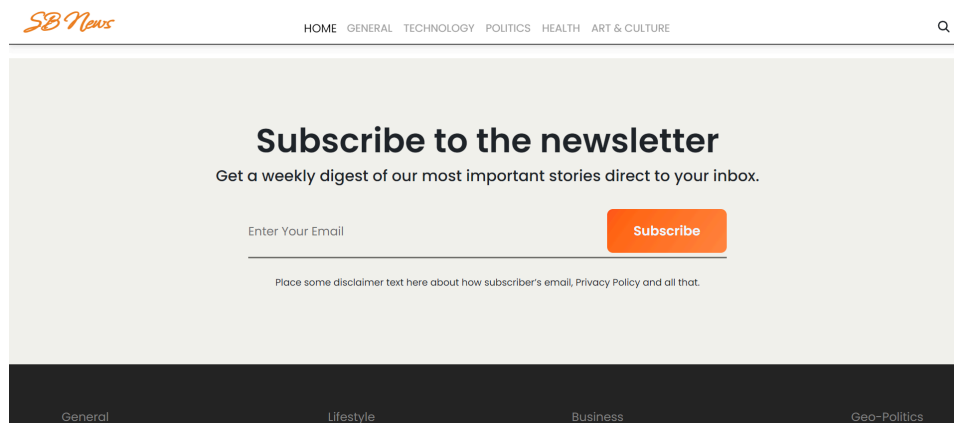 SB News
HOME GENERAL TECHNOLOGY POLITICS HEALTH ART & CULTURE
Subscribe to the newsletter
Get a weekly digest of our most important stories direct to your inbox.
Enter Your Email
Subscribe
Place some disclaimer text here about how subscriber's email, Privacy Policy and all that.
General Lifestyle Business Geo-Politics